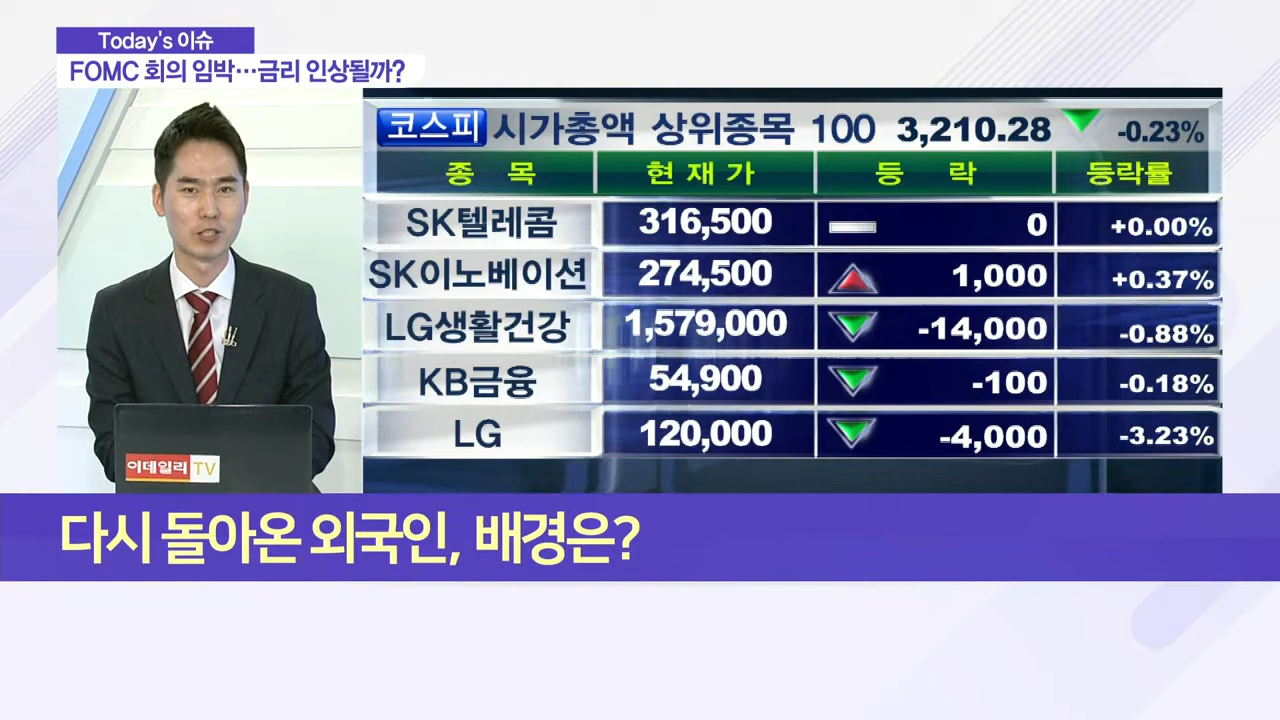 Today's 이슈
FOMC 회의 임박…금리 인상될까?
코스피 시가총액 상위종목 100 3,210.28 -0.23%
종 목 현 재 가 등 락 등락률
SK텔레콤 316,500 0 +0.00%
SK이노베이션 274,500 1,000 +0.37%
LG생활건강 1,579,000 -14,000 -0.88%
KB금융 54,900 -100 -0.18%
LG 120,000 -4,000 -3.23%
이데일리TV
다시 돌아온 외국인, 배경은?